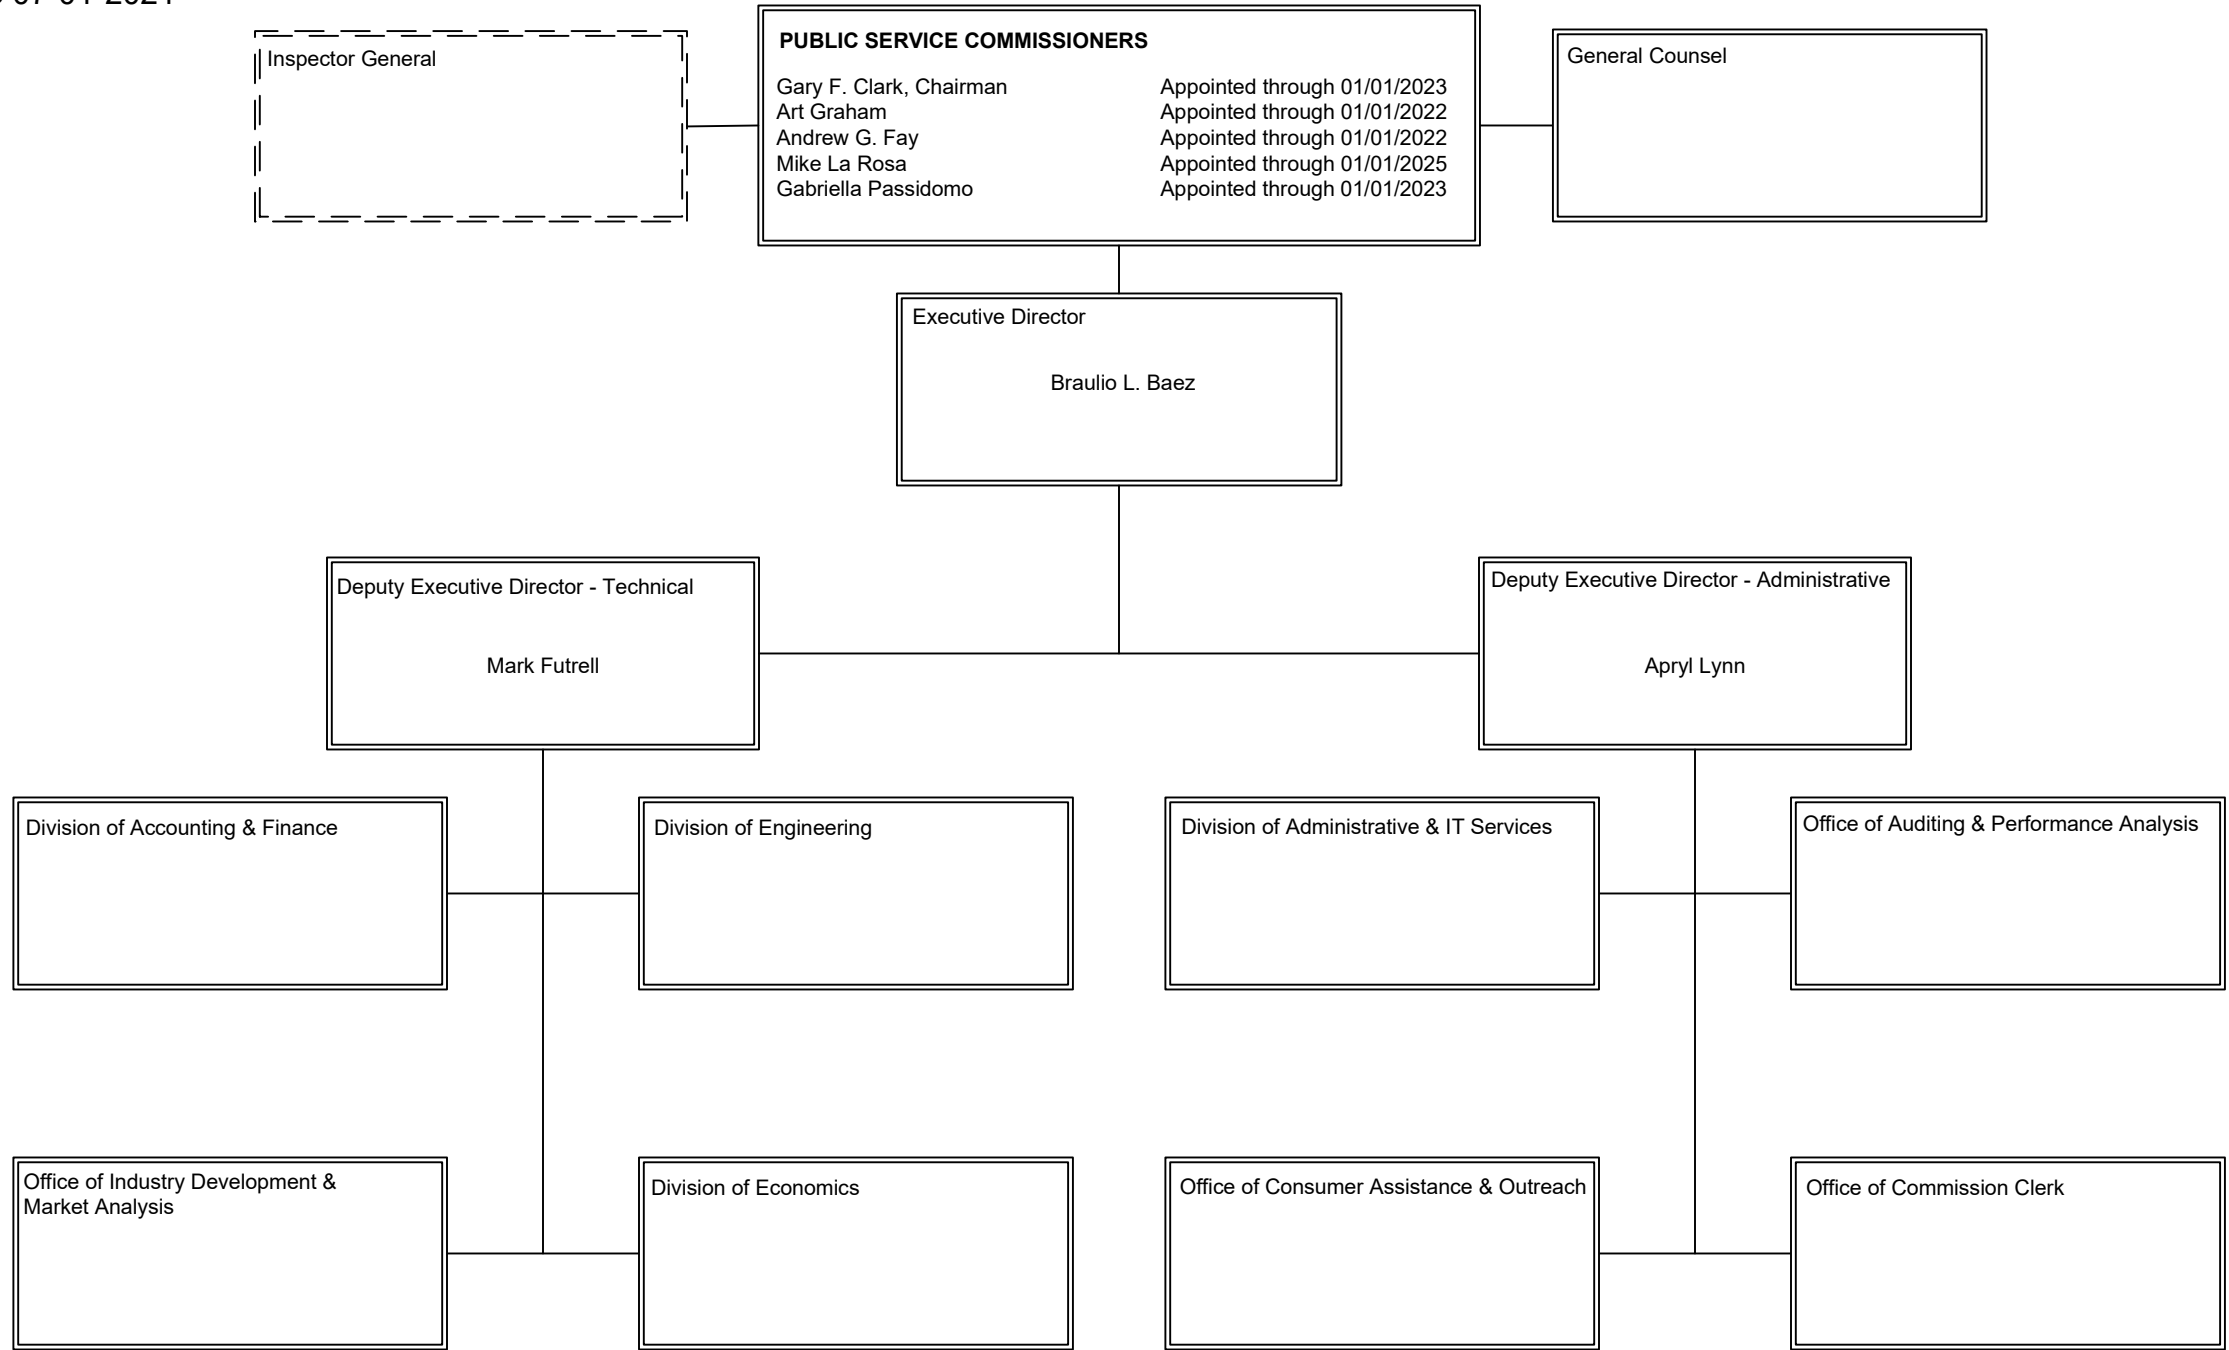 Inspector General
PUBLIC SERVICE COMMISSIONERS
Gary F. Clark, Chairman Appointed through 01/01/2023
Art Graham Appointed through 01/01/2022
Andrew G. Fay Appointed through 01/01/2022
Mike La Rosa Appointed through 01/01/2025
Gabriella Passidomo Appointed through 01/01/2023
General Counsel
Executive Director
Braulio L. Baez
Deputy Executive Director - Technical
Mark Futrell
Deputy Executive Director - Administrative
Apryl Lynn
Division of Accounting & Finance
Division of Engineering
Division of Administrative & IT Services
Office of Auditing & Performance Analysis
Office of Industry Development &
Market Analysis
Division of Economics
Office of Consumer Assistance & Outreach
Office of Commission Clerk